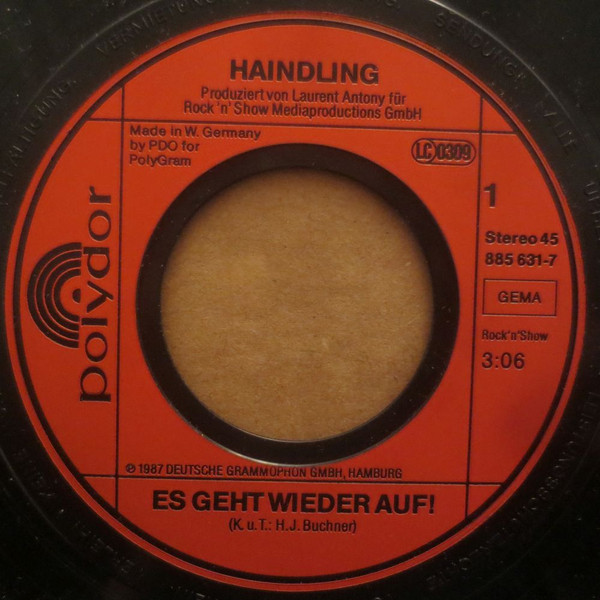 HAINDLING
Produziert von Laurent Antony für
Rock 'n' Show Mediaproductions GmbH
Made in W. Germany
by PDO for
PolyGram
LC 0309
polydor
1
Stereo 45
885 631-7
GEMA
Rock'n'Show
3:06
℗ 1987 DEUTSCHE GRAMMOPHON GMBH, HAMBURG
ES GEHT WIEDER AUF!
(K. u. T.: H. J. Buchner)